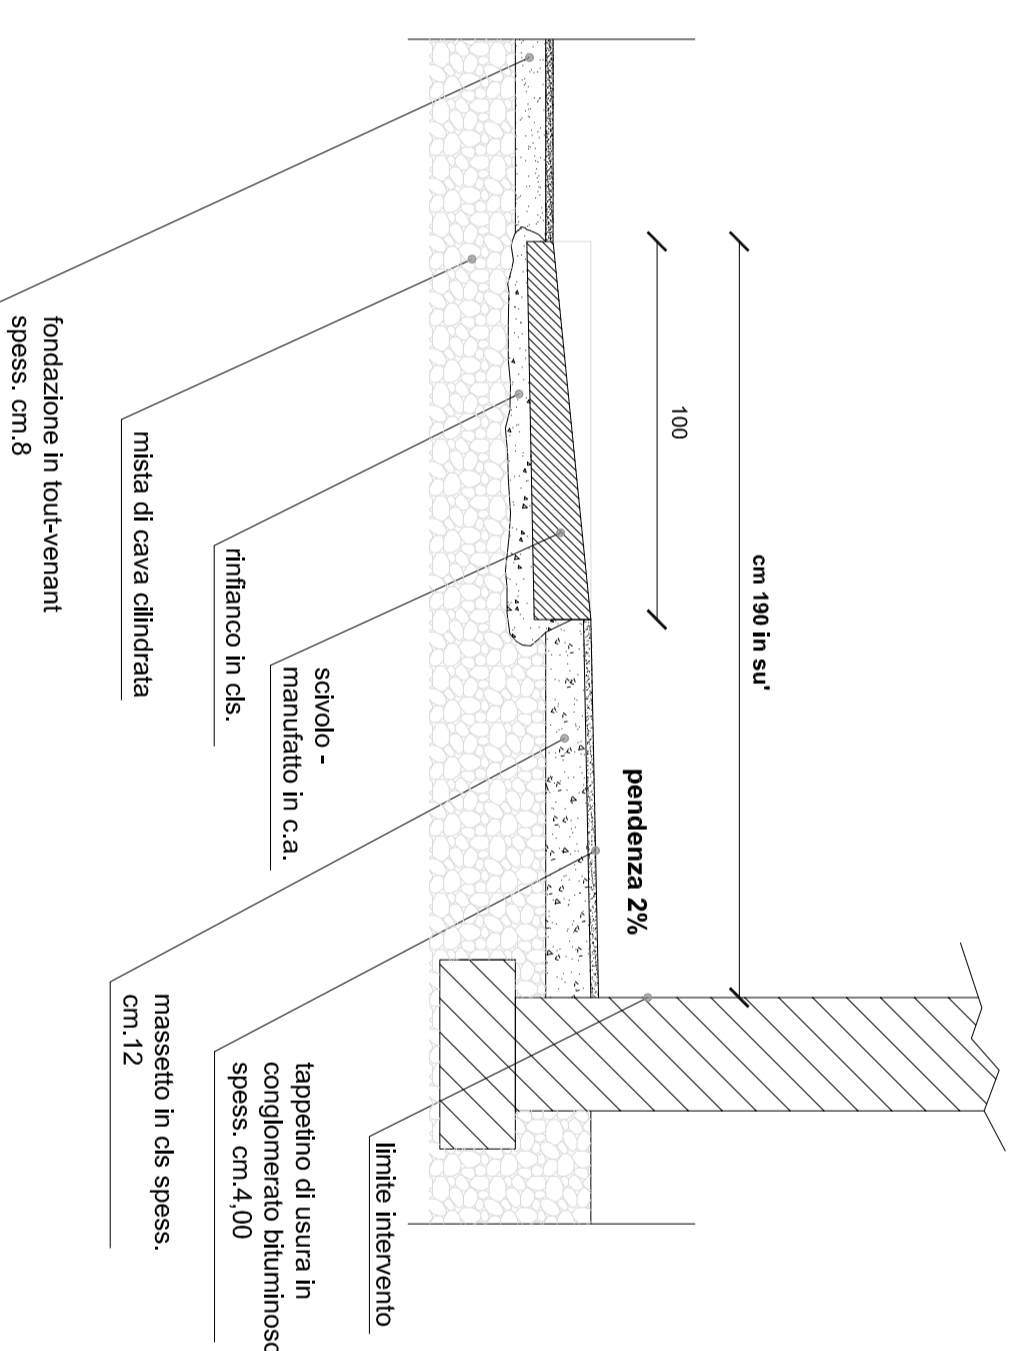 cm 190 in su'
100
pendenza 2%
limite intervento
tappetino di usura in
conglomerato bituminoso
spess. cm.4,00
massetto in cls spess.
cm.12
scivolo -
manufatto in c.a.
rinfianco in cls.
mista di cava cilindrata
fondazione in tout-venant
spess. cm.8